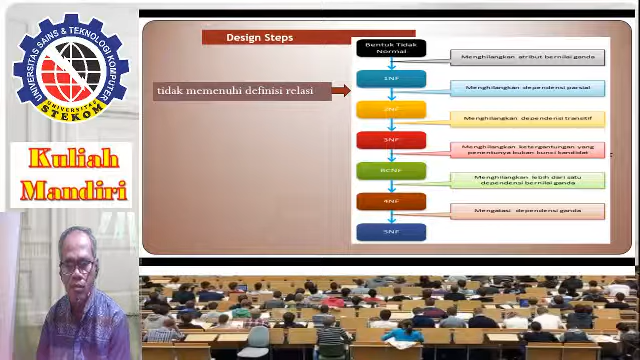 UNIVERSITAS SAINS & TEKNOLOGI KOMPUTER
UNIVERSITAS
STEKOM
Kuliah
Mandiri
Design Steps
tidak memenuhi definisi relasi
Bentuk Tidak
Normal
Menghilangkan atribut bernilai ganda
1NF
Menghilangkan dependensi parsial
2NF
Menghilangkan dependensi transitif
3NF
Menghilangkan ketergantungan yang
penentunya bukan kunci kandidat
BCNF
Menghilangkan lebih dari satu
dependensi bernilai ganda
4NF
Mengatasi dependensi ganda
5NF